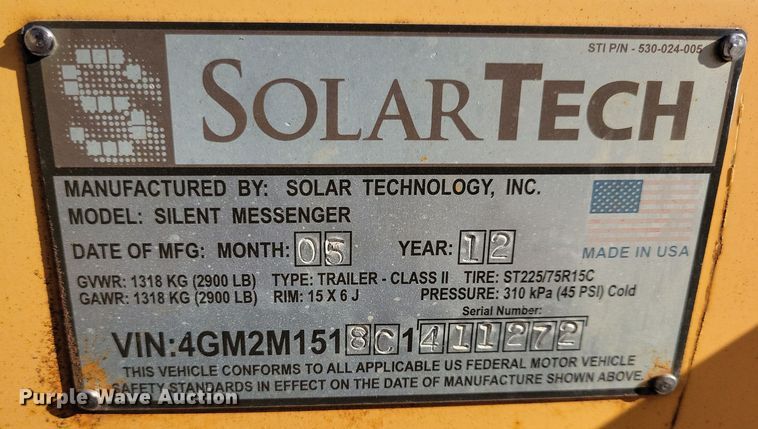 STI P/N - 530-024-005
SOLARTECH
MANUFACTURED BY: SOLAR TECHNOLOGY, INC.
MODEL: SILENT MESSENGER
DATE OF MFG: MONTH: 05 YEAR: 12
MADE IN USA
GVWR: 1318 KG (2900 LB) TYPE: TRAILER - CLASS II TIRE: ST225/75R15C
GAWR: 1318 KG (2900 LB) RIM: 15 X 6 J PRESSURE: 310 kPa (45 PSI) Cold
Serial Number:
VIN:4GM2M1518C1411272
THIS VEHICLE CONFORMS TO ALL APPLICABLE US FEDERAL MOTOR VEHICLE
SAFETY STANDARDS IN EFFECT ON THE DATE OF MANUFACTURE SHOWN ABOVE.
Purple Wave Auction